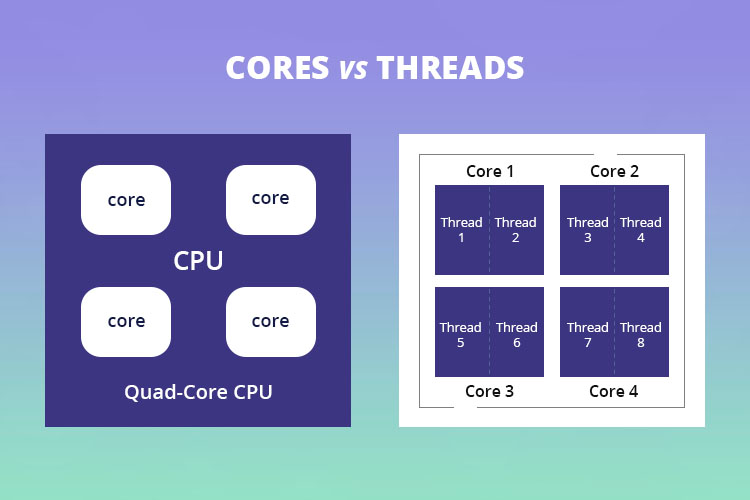 CORES vs THREADS
core
core
CPU
core
core
Quad-Core CPU
Core 1
Core 2
Thread
1
Thread
2
Thread
3
Thread
4
Thread
5
Thread
6
Thread
7
Thread
8
Core 3
Core 4